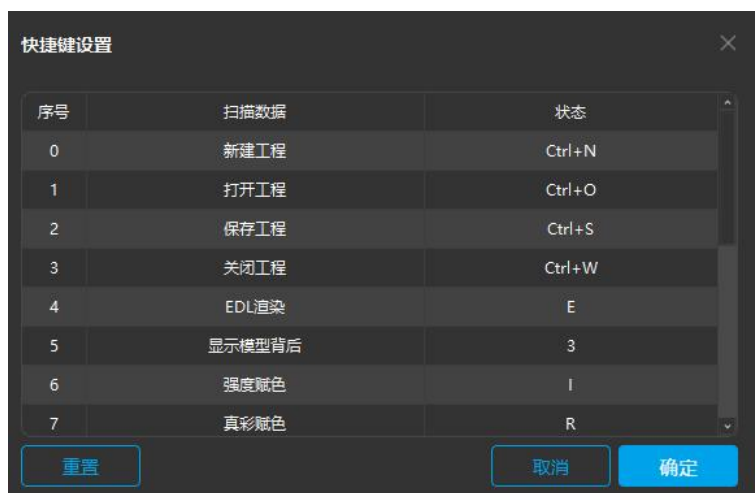 快捷键设置
序号 扫描数据 状态
0 新建工程 Ctrl+N
1 打开工程 Ctrl+O
2 保存工程 Ctrl+S
3 关闭工程 Ctrl+W
4 EDL渲染 E
5 显示模型背后 3
6 强度赋色 I
7 真彩赋色 R
重置 取消 确定